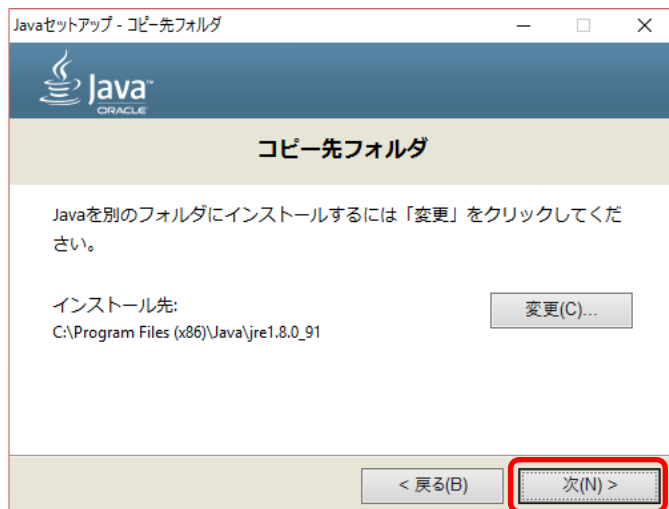 Javaセットアップ - コピー先フォルダ
Java™
ORACLE
コピー先フォルダ
Javaを別のフォルダにインストールするには「変更」をクリックしてくだ
さい。
インストール先:
変更(C)...
C:\Program Files (x86)\Java\jre1.8.0_91
< 戻る(B)
次(N) >